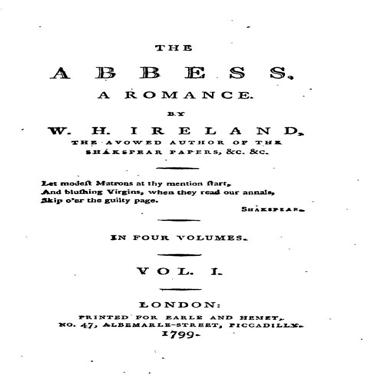 THE
ABBESS.
A ROMANCE.
BY
W. H. IRELAND,
THE AVOWED AUTHOR OF THE
SHAKSPEAR PAPERS, &C. &C.
Let modeſt Matrons at thy mention ſtart,
And bluſhing Virgins, when they read our annals,
Skip o'er the guilty page.
SHAKSPEAR.
IN FOUR VOLUMES.
VOL. I.
LONDON:
PRINTED FOR EARLE AND HEMET,
NO. 47, ALBEMARLE-STREET, PICCADILLY.
1799.